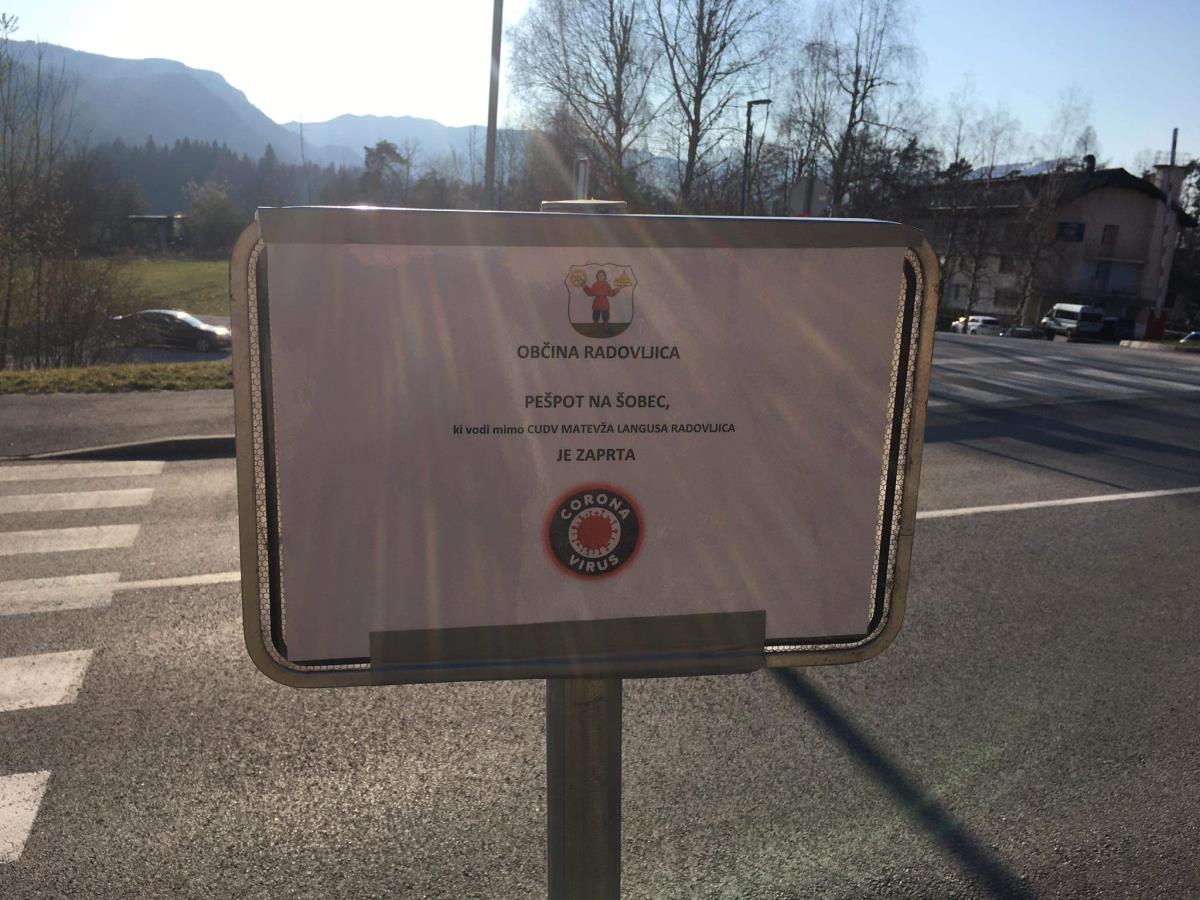 OBČINA RADOVLJICA
PEŠPOT NA ŠOBEC,
ki vodi mimo CUDV MATEVŽA LANGUSA RADOVLJICA
JE ZAPRTA
CORONA
VIRUS